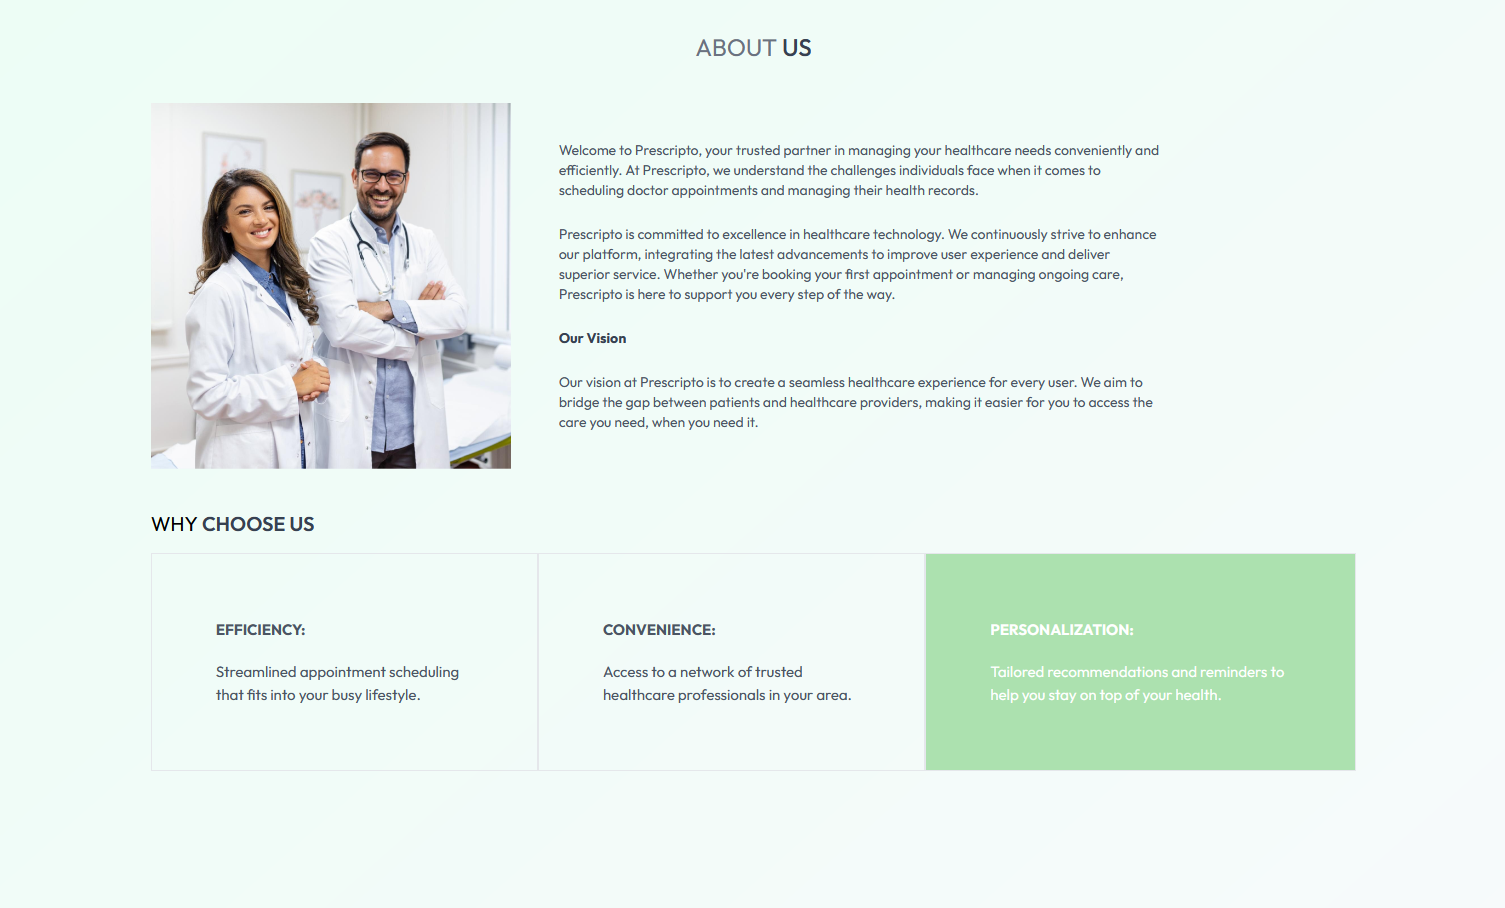 ABOUT US
Welcome to Prescripto, your trusted partner in managing your healthcare needs conveniently and
efficiently. At Prescripto, we understand the challenges individuals face when it comes to
scheduling doctor appointments and managing their health records.
Prescripto is committed to excellence in healthcare technology. We continuously strive to enhance
our platform, integrating the latest advancements to improve user experience and deliver
superior service. Whether you're booking your first appointment or managing ongoing care,
Prescripto is here to support you every step of the way.
Our Vision
Our vision at Prescripto is to create a seamless healthcare experience for every user. We aim to
bridge the gap between patients and healthcare providers, making it easier for you to access the
care you need, when you need it.
WHY CHOOSE US
EFFICIENCY:
Streamlined appointment scheduling
that fits into your busy lifestyle.
CONVENIENCE:
Access to a network of trusted
healthcare professionals in your area.
PERSONALIZATION:
Tailored recommendations and reminders to
help you stay on top of your health.